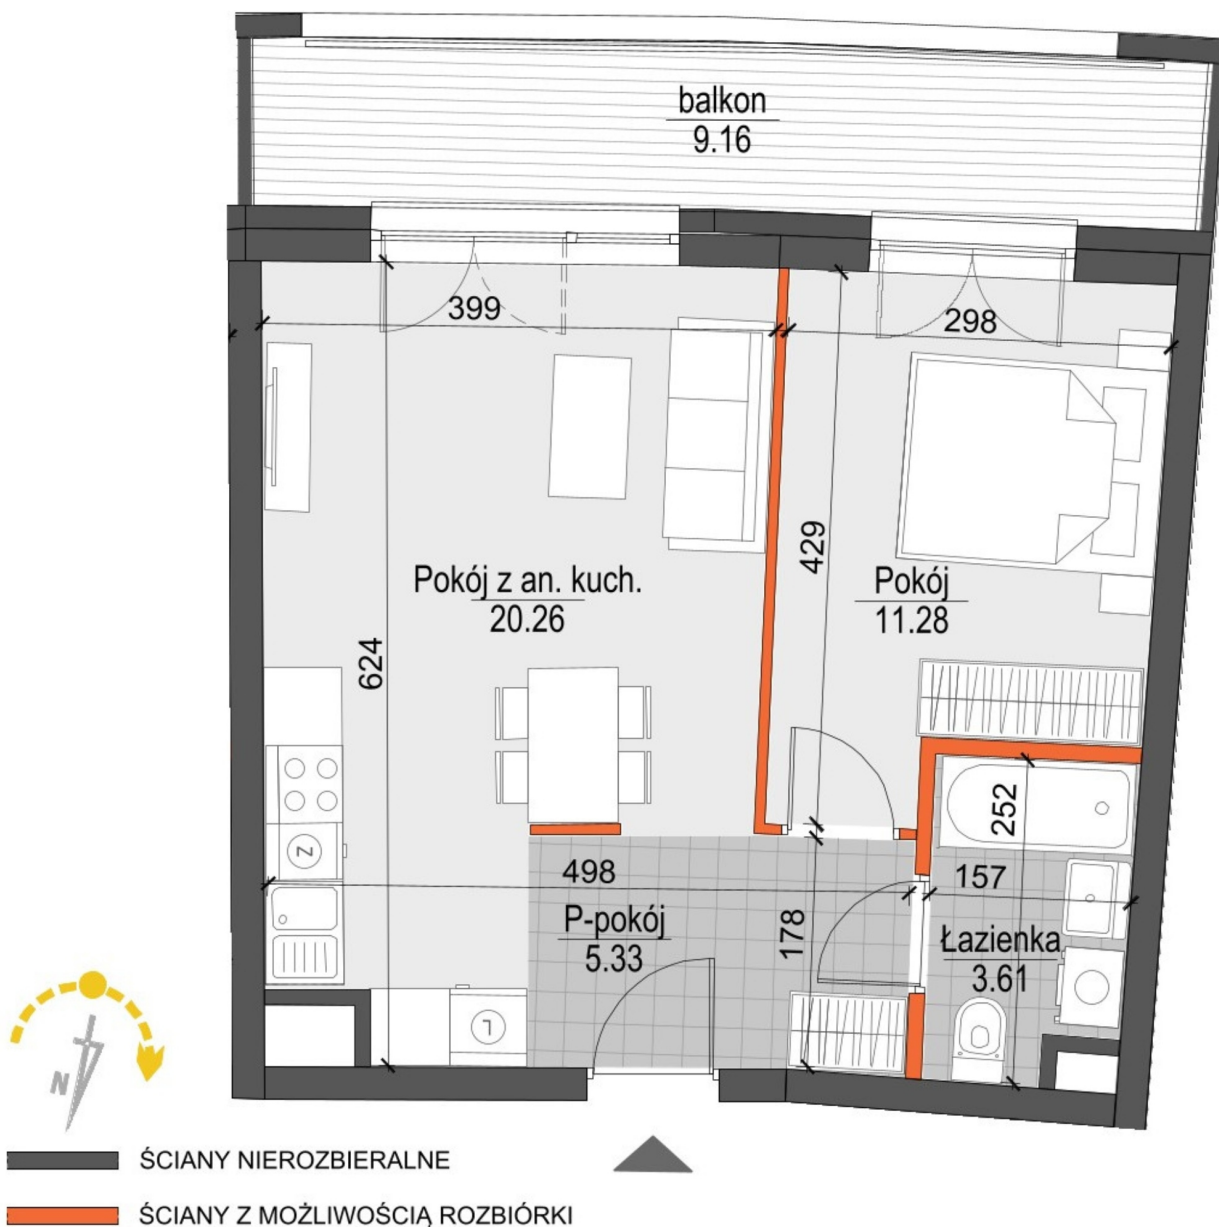 balkon
9.16
399
298
429
Pokój z an. kuch.
20.26
Pokój
11.28
624
252
Z
498
157
P-pokój
5.33
178
Łazienka
3.61
L
N
ŚCIANY NIEROZBIERALNE
ŚCIANY Z MOŻLIWOŚCIĄ ROZBIÓRKI